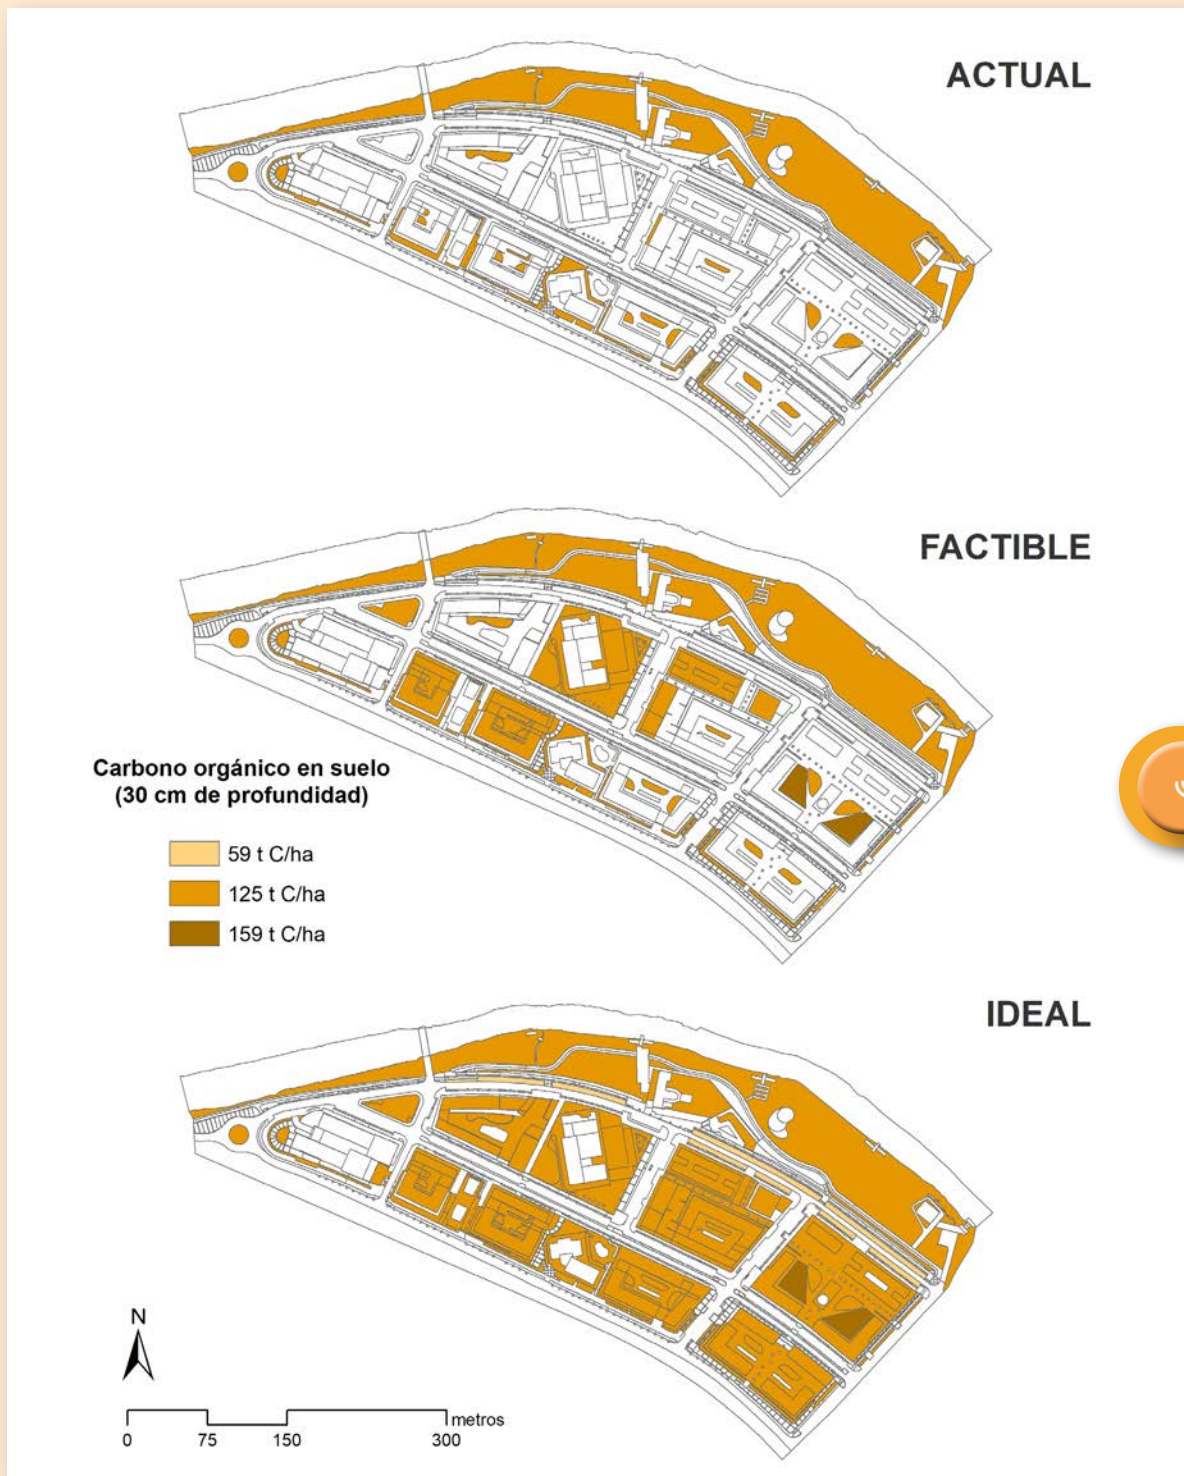 ACTUAL
FACTIBLE
Carbono orgánico en suelo
(30 cm de profundidad)
59 t C/ha
125 t C/ha
159 t C/ha
IDEAL
N
metros
0 75 150 300